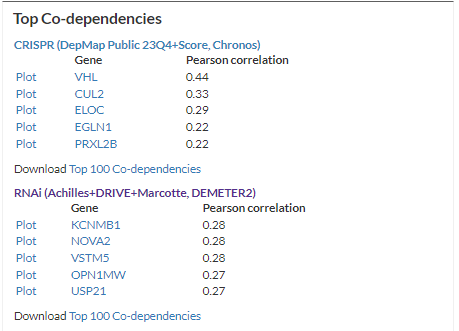 Top Co-dependencies
CRISPR (DepMap Public 23Q4+Score, Chronos)
Gene Pearson correlation
Plot VHL 0.44
Plot CUL2 0.33
Plot ELOC 0.29
Plot EGLN1 0.22
Plot PRXL2B 0.22
Download Top 100 Co-dependencies
RNAi (Achilles+DRIVE+Marcotte, DEMETER2)
Gene Pearson correlation
Plot KCNMB1 0.28
Plot NOVA2 0.28
Plot VSTM5 0.28
Plot OPN1MW 0.27
Plot USP21 0.27
Download Top 100 Co-dependencies